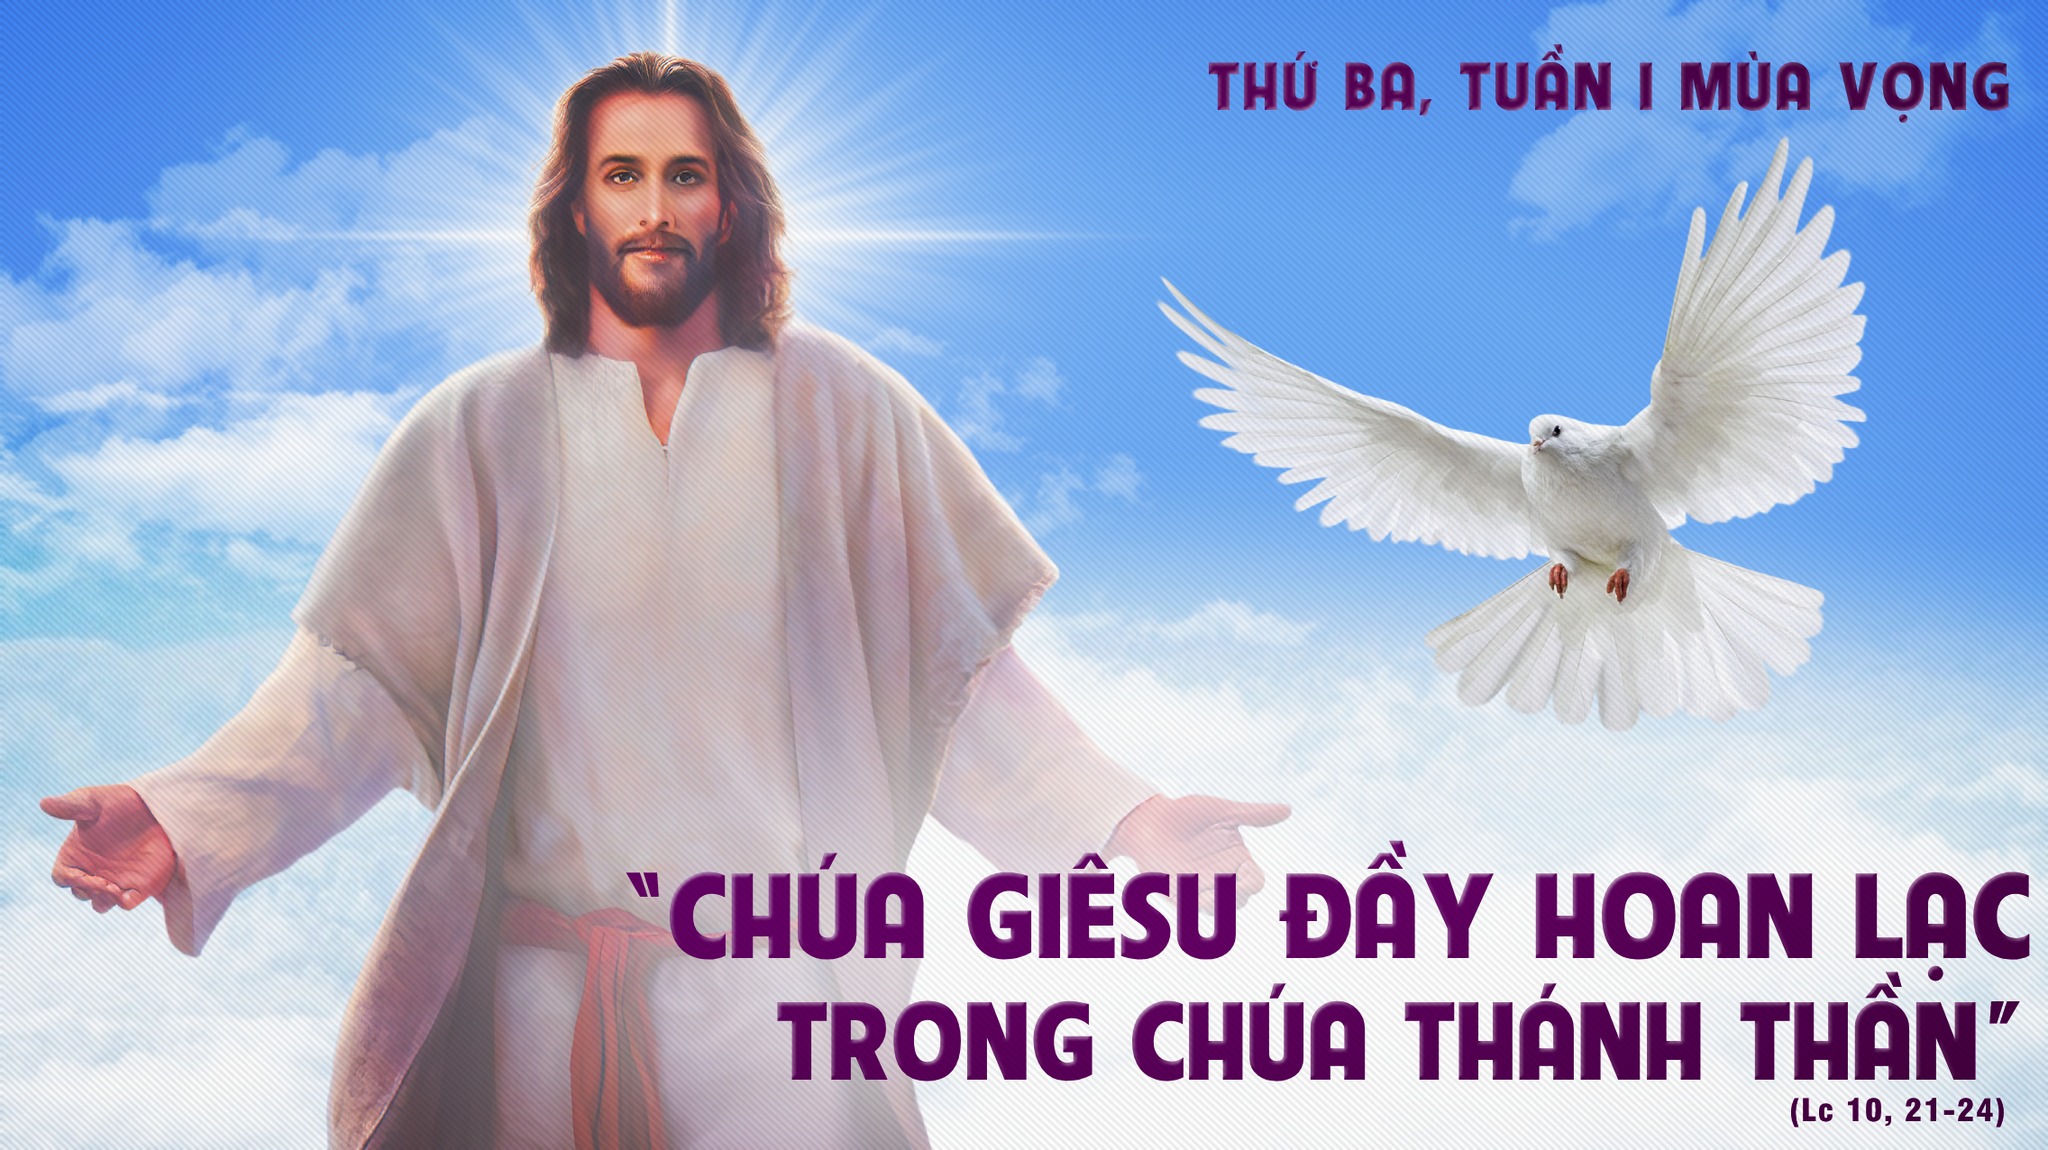 THỨ BA, TUẦN I MÙA VỌNG
“CHÚA GIÊSU ĐẦY HOAN LẠC
TRONG CHÚA THÁNH THẦN”
(Lc 10, 21-24)